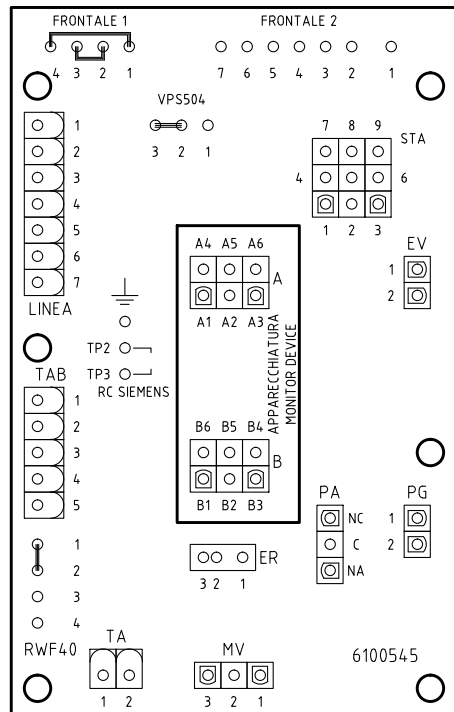 FRONTALE 1
FRONTALE 2
4 3 2 1
7 6 5 4 3 2 1
VPS504
3 2 1
7 8 9
STA
4 6
1 2 3
1
2
3
4
5
6
7
LINEA
EV
1
2
A4 A5 A6
A
A1 A2 A3
APPARECCHIATURA
MONITOR DEVICE
TP2
TP3
RC SIEMENS
TAB
1
2
3
4
5
B6 B5 B4
B
B1 B2 B3
PA
NC
C
NA
PG
1
2
1
2
3
4
RWF40
ER
3 2 1
TA
1 2
MV
3 2 1
6100545